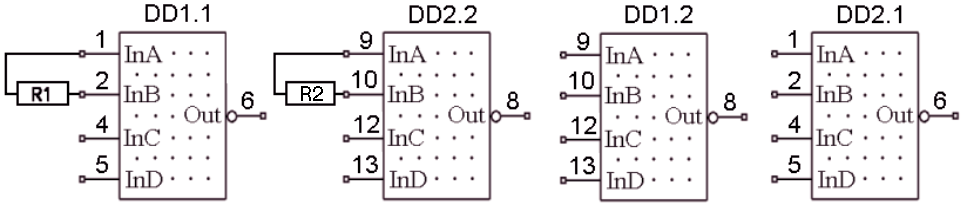 DD1.1 DD2.2 DD1.2 DD2.1
1 InA 9 InA 9 InA 1 InA
R1 2 InB R2 10 InB 10 InB 2 InB
Out 6 Out 8 Out 8 Out 6
4 InC 12 InC 12 InC 4 InC
5 InD 13 InD 13 InD 5 InD